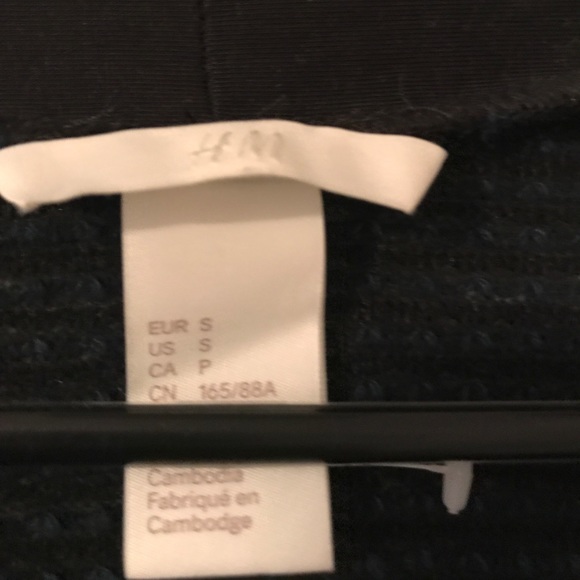 H&M
EUR S
US S
CA P
CN 165/88A
Cambodia
Fabriqué en
Cambodge